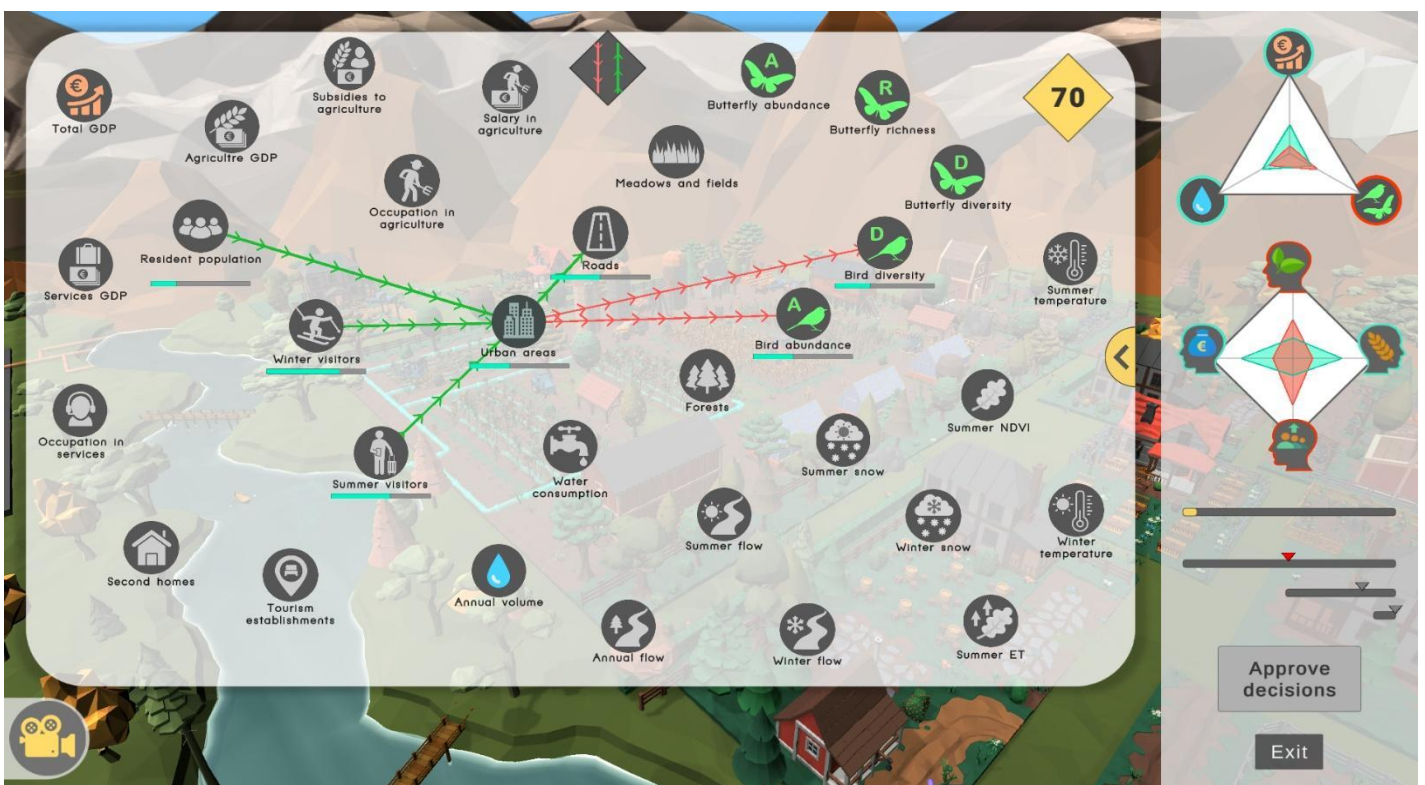 Total GDP
Agricultre GDP
Subsidies to
agriculture
Salary in
agriculture
A
Butterfly abundance
R
Butterfly richness
70
Meadows and fields
D
Butterfly diversity
Occupation in
agriculture
Resident population
Services GDP
Roads
D
Bird diversity
Summer
temperature
Winter visitors
Urban areas
A
Bird abundance
Forests
Summer NDVI
Occupation in
services
Summer visitors
Water
consumption
Summer snow
Summer flow
Winter snow
Winter
temperature
Second homes
Tourism
establishments
Annual volume
Annual flow
Winter flow
Summer ET
Approve
decisions
Exit